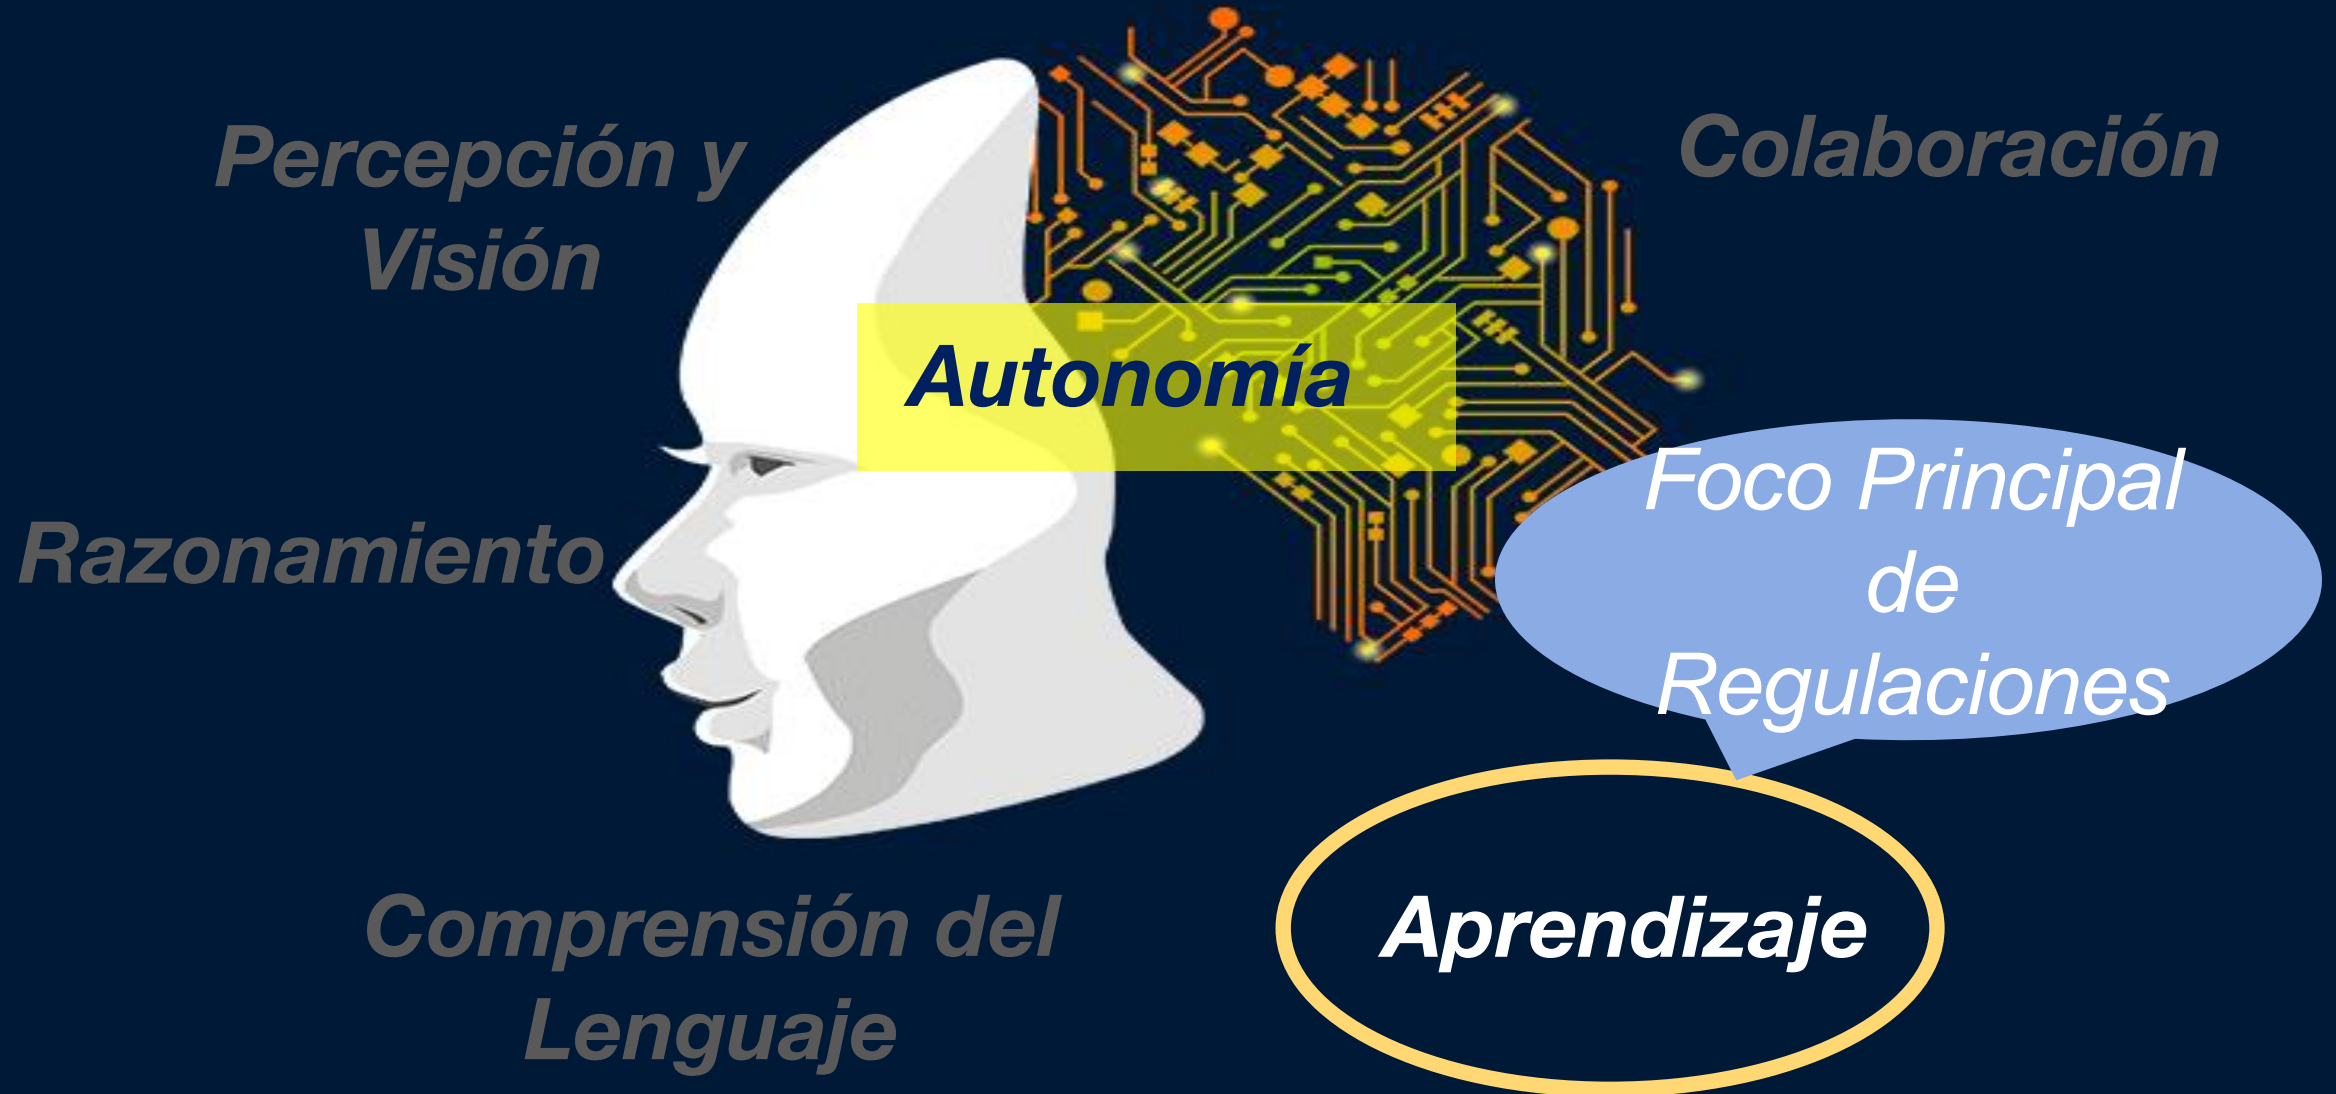 Percepción y
Visión
Colaboración
Autonomía
Razonamiento
Foco Principal
de
Regulaciones
Comprensión del
Lenguaje
Aprendizaje